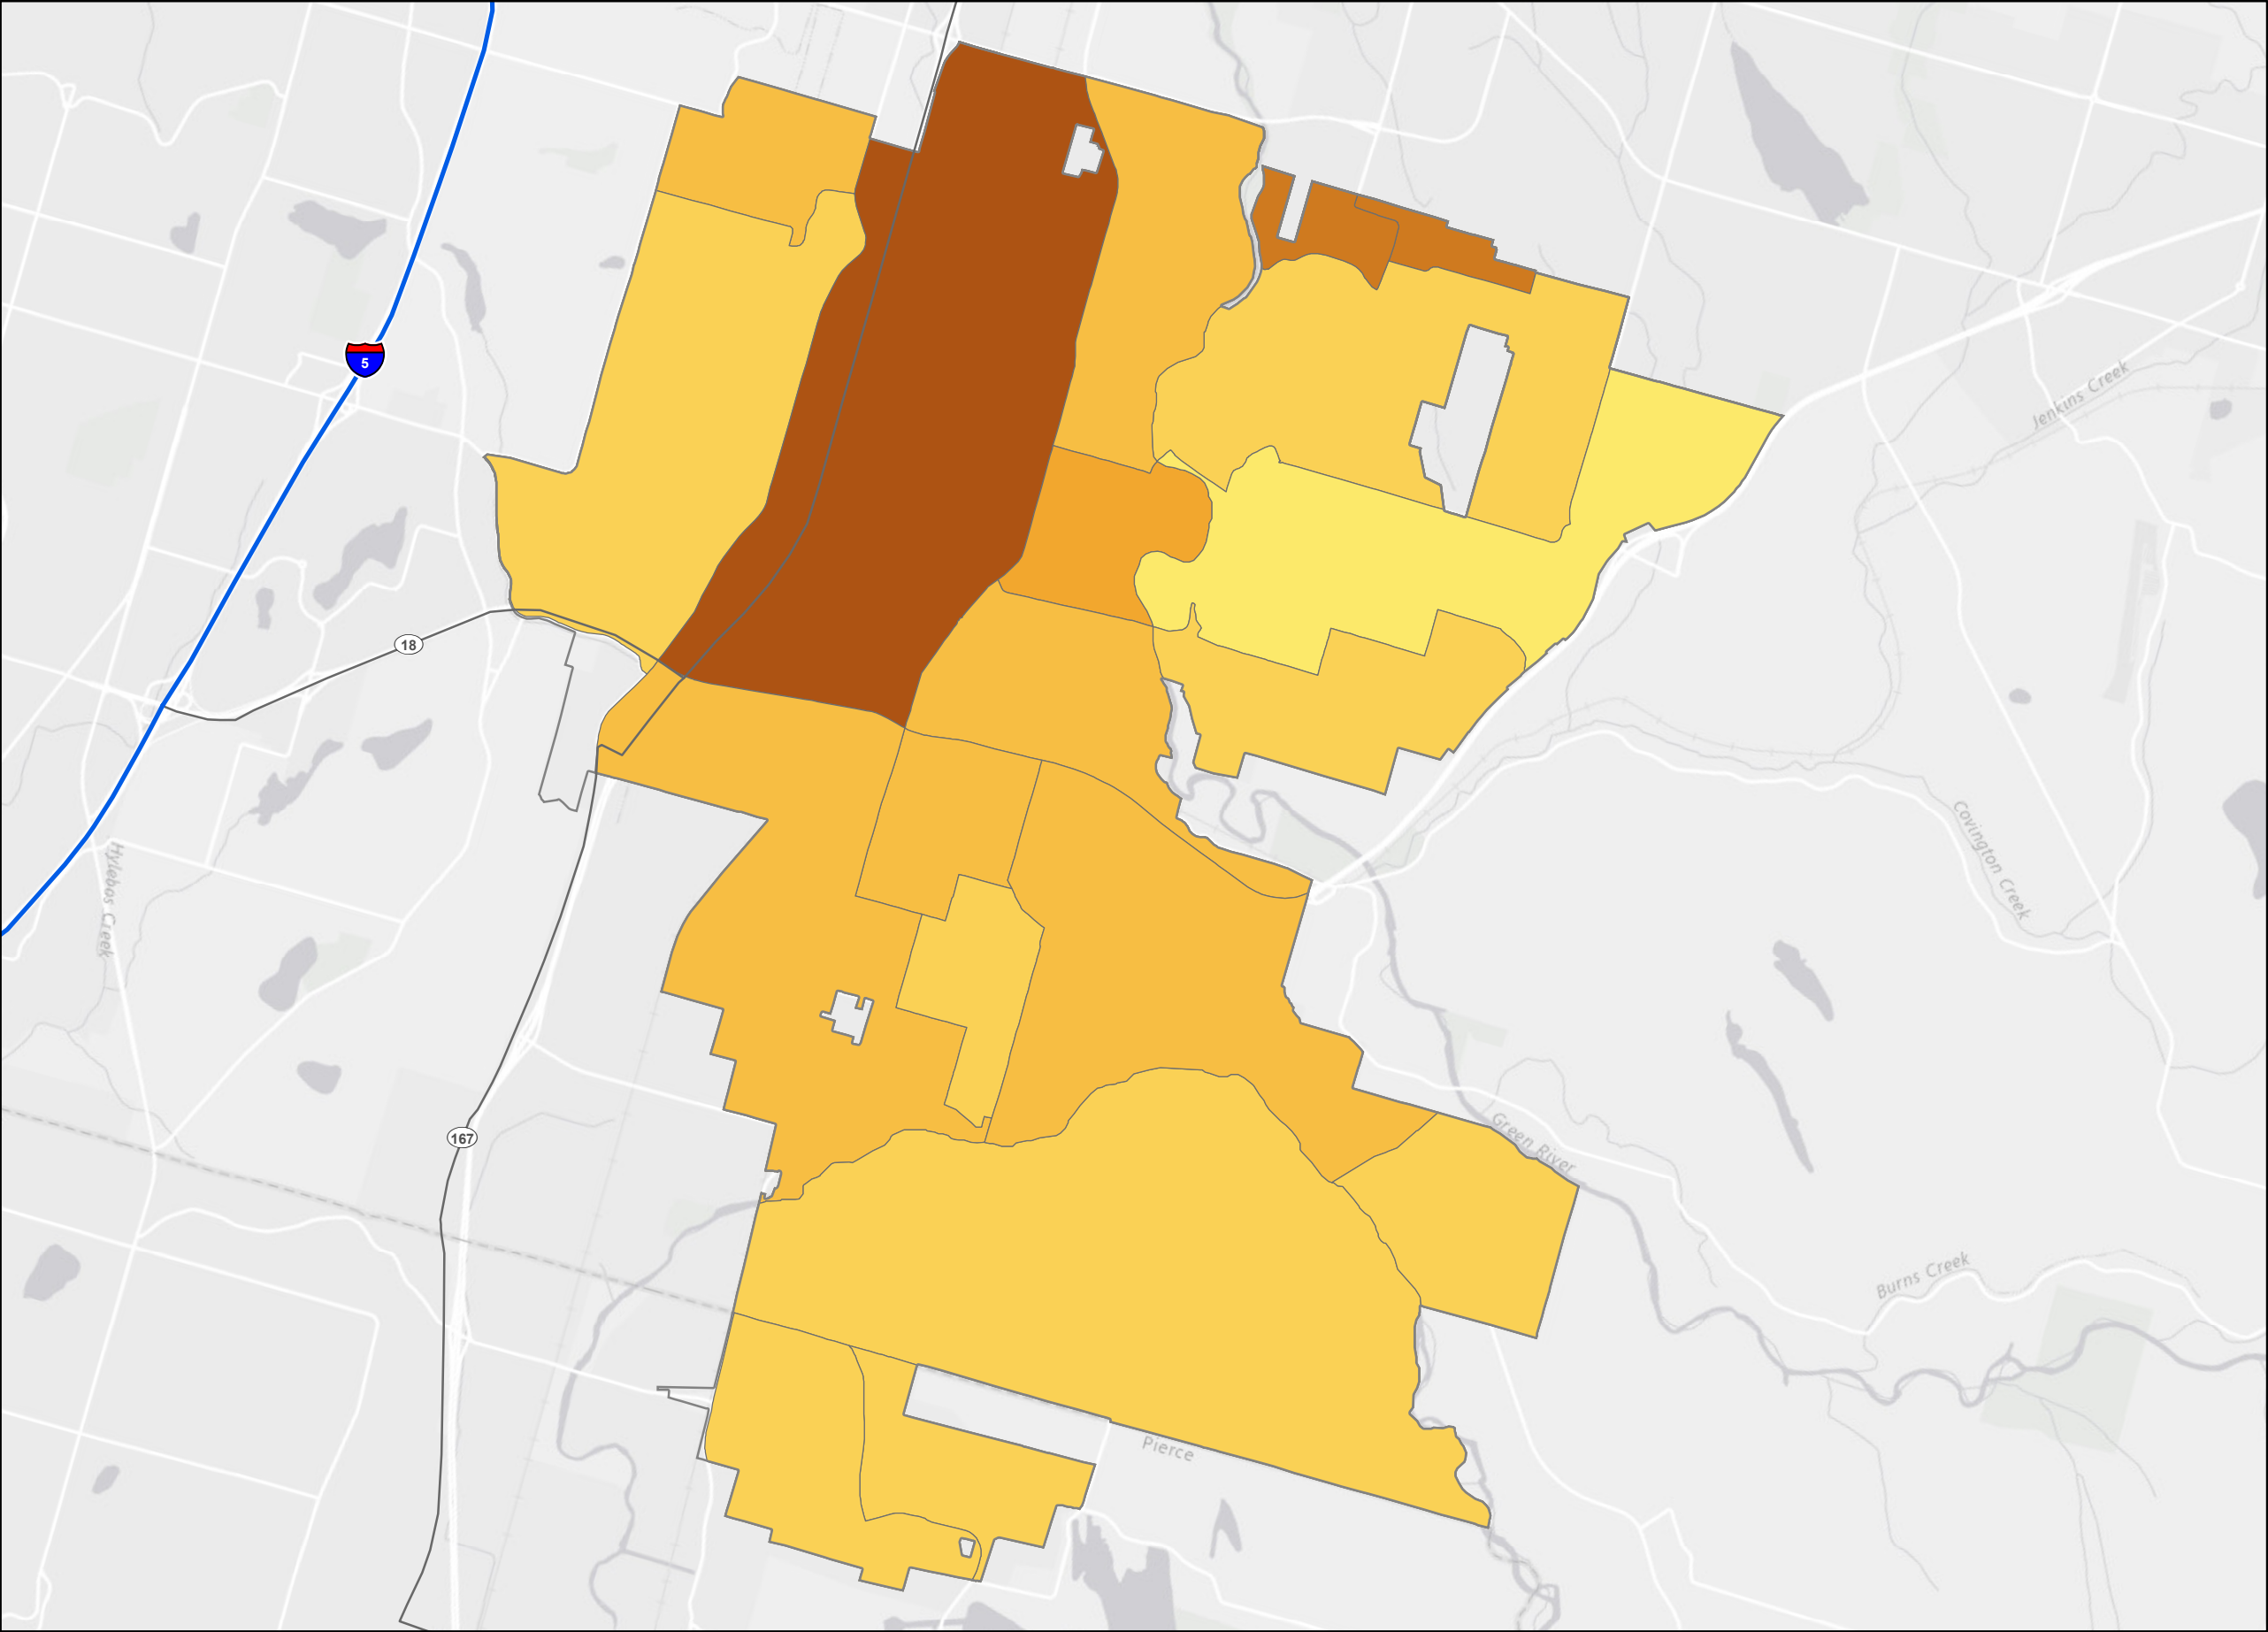 5
Jenkins Creek
18
Covington Creek
Hylebos Creek
Green River
167
Burns Creek
Pierce